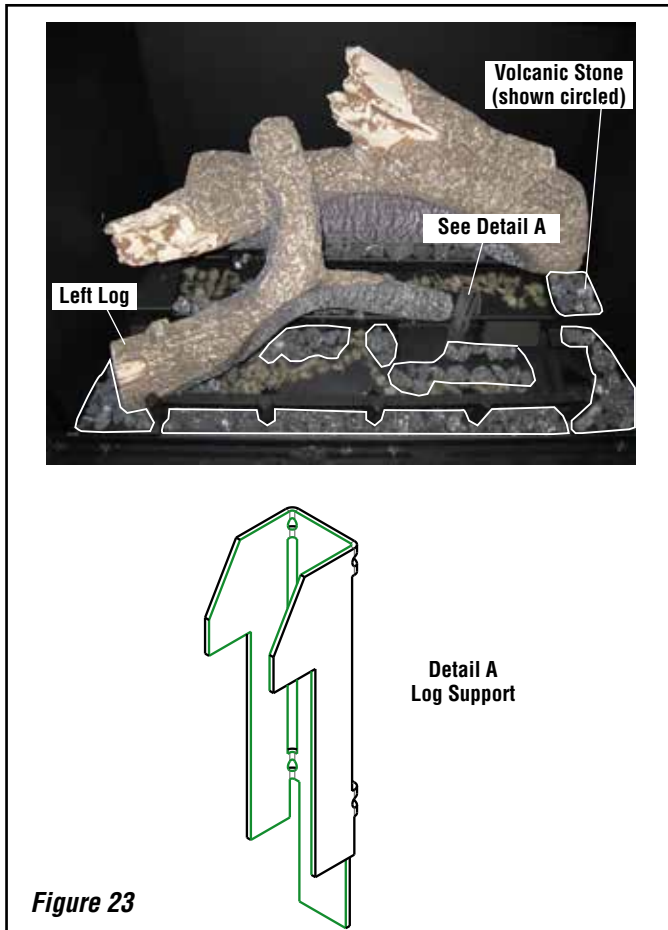 Volcanic Stone
(shown circled)
See Detail A
Left Log
Detail A
Log Support
Figure 23